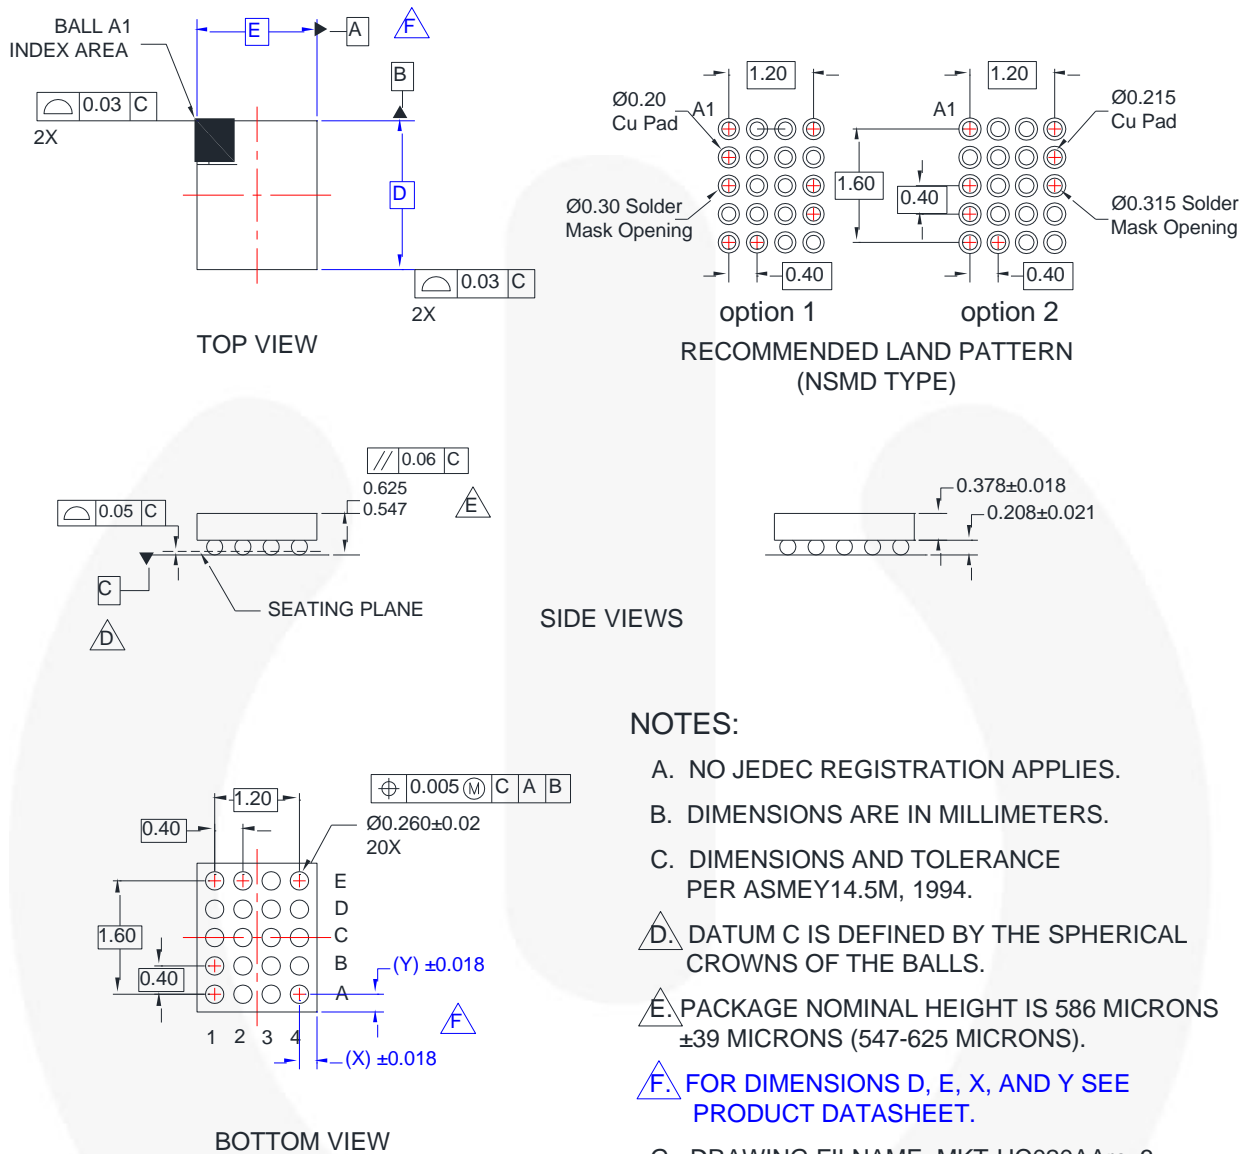 BALL A1
INDEX AREA
E
A
F
B
0.03 C
2X
D
0.03 C
2X
TOP VIEW
1.20
1.20
Ø0.20
Cu Pad
A1
A1
Ø0.215
Cu Pad
1.60
0.40
Ø0.30 Solder
Mask Opening
Ø0.315 Solder
Mask Opening
0.40
0.40
option 1
option 2
RECOMMENDED LAND PATTERN
(NSMD TYPE)
// 0.06 C
0.625
0.547
E
0.05 C
C
D
SEATING PLANE
0.378±0.018
0.208±0.021
SIDE VIEWS
0.005 M C A B
1.20
0.40
Ø0.260±0.02
20X
E
D
C
B
A
1.60
0.40
(Y) ±0.018
F
1 2 3 4
(X) ±0.018
BOTTOM VIEW
NOTES:
A. NO JEDEC REGISTRATION APPLIES.
B. DIMENSIONS ARE IN MILLIMETERS.
C. DIMENSIONS AND TOLERANCE
PER ASMEY14.5M, 1994.
D. DATUM C IS DEFINED BY THE SPHERICAL
CROWNS OF THE BALLS.
E. PACKAGE NOMINAL HEIGHT IS 586 MICRONS
±39 MICRONS (547-625 MICRONS).
F. FOR DIMENSIONS D, E, X, AND Y SEE
PRODUCT DATASHEET.
G. DRAWING FILNAME: MKT-UC020AArev2